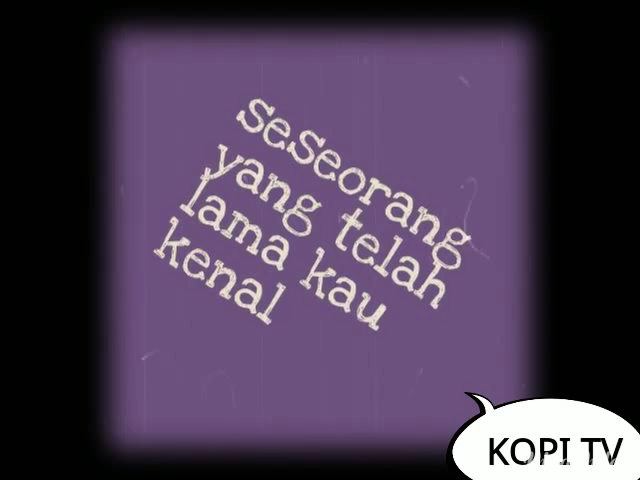 seseorang
yang telah
lama kau
kenal
KOPI TV